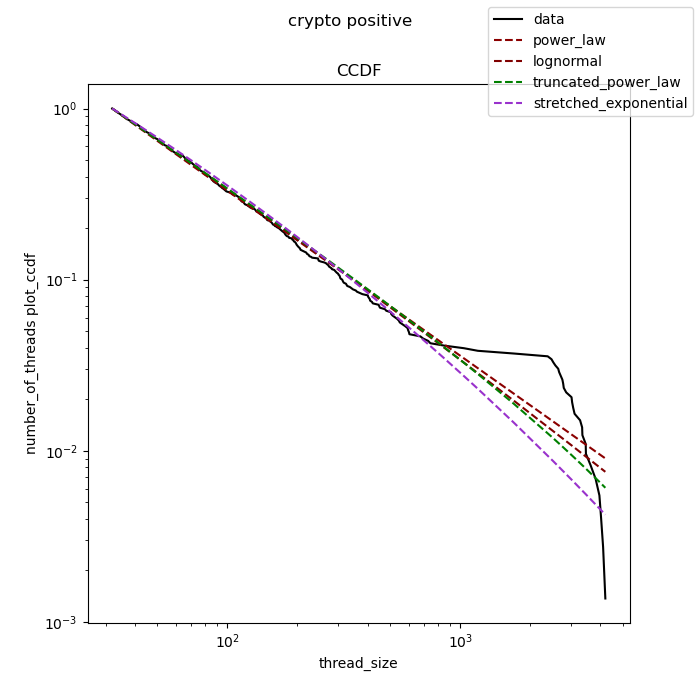 crypto positive
data
power_law
lognormal
truncated_power_law
stretched_exponential
CCDF
10⁰
10⁻¹
10⁻²
10⁻³
number_of_threads plot_ccdf
10²
10³
thread_size